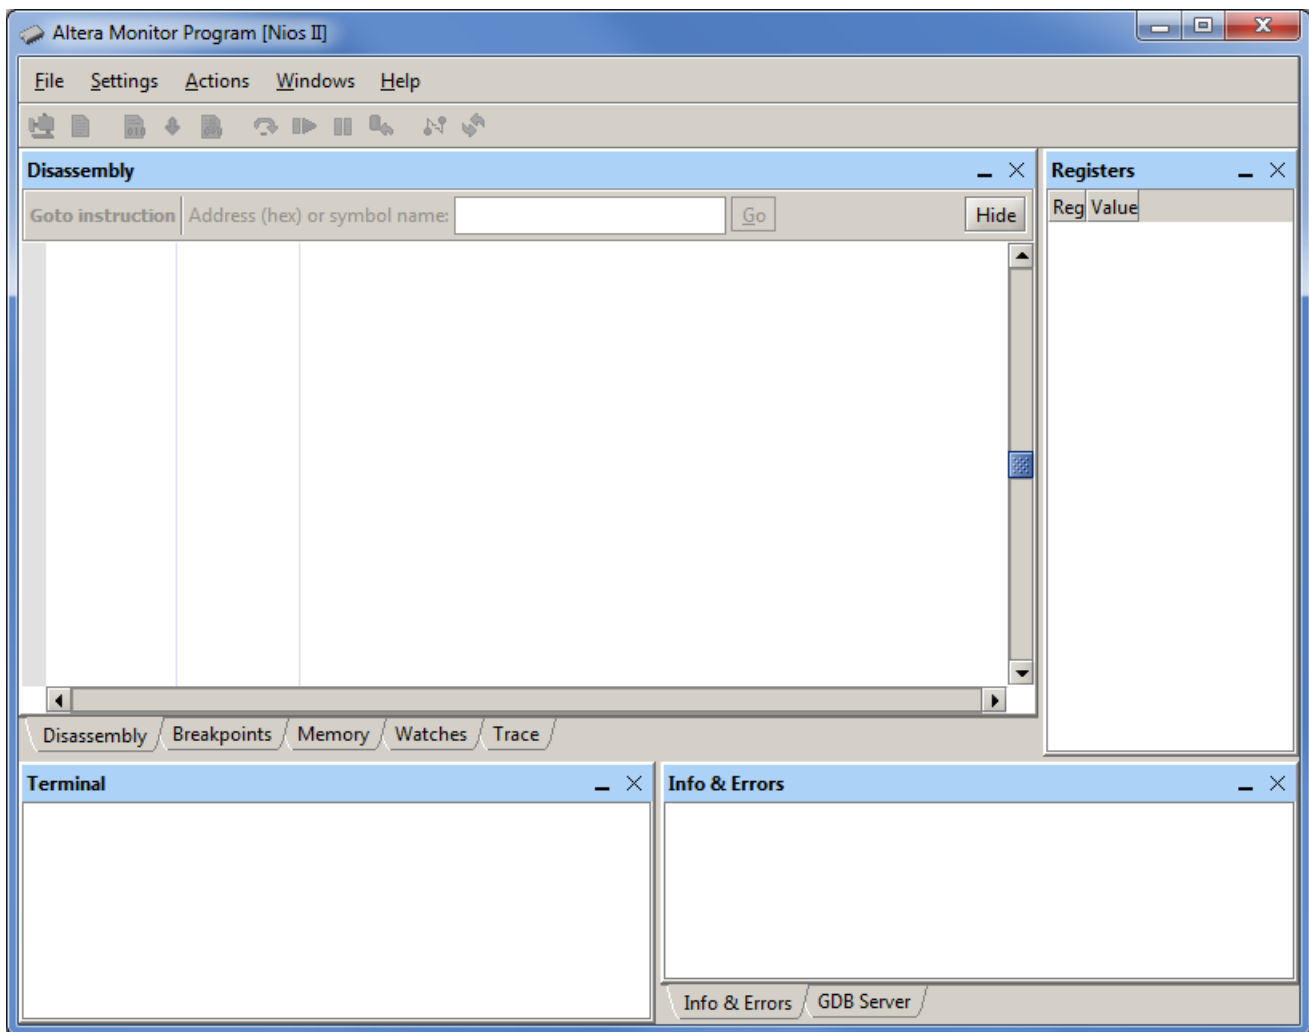 Altera Monitor Program [Nios II]
File Settings Actions Windows Help
Disassembly
Goto instruction Address (hex) or symbol name: Go Hide
Disassembly Breakpoints Memory Watches Trace
Registers
Reg Value
Terminal
Info & Errors
Info & Errors GDB Server